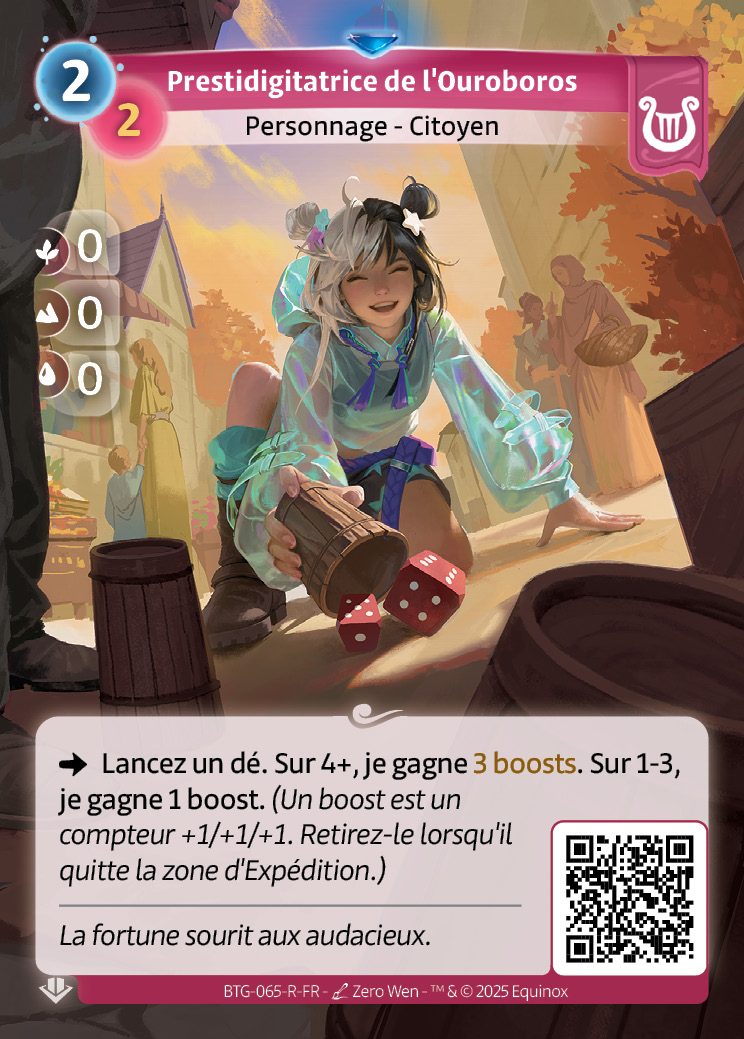 2
Prestidigitatrice de l'Ouroboros
2
Personnage - Citoyen
0
0
0
Lancez un dé. Sur 4+, je gagne 3 boosts. Sur 1-3,
je gagne 1 boost. (Un boost est un
compteur +1/+1/+1. Retirez-le lorsqu'il
quitte la zone d'Expédition.)
La fortune sourit aux audacieux.
BTG-065-R-FR - Zero Wen - ™ & © 2025 Equinox